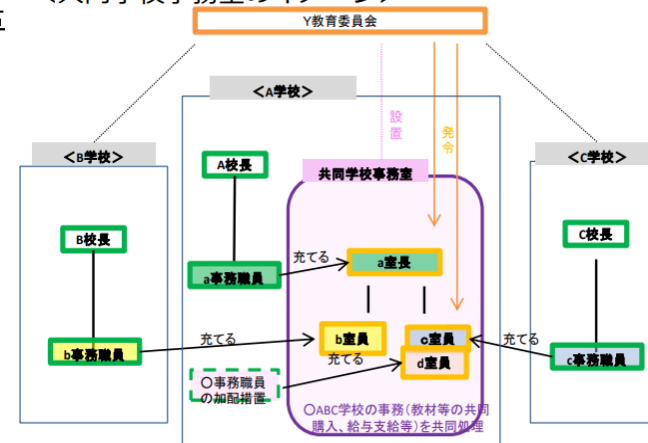 Y教育委員会
<A学校>
<B学校>
<C学校>
設置
発令
A校長
共同学校事務室
B校長
C校長
a事務職員
充てる
a室長
b事務職員
充てる
b室員
c室員
充てる
c事務職員
充てる
d室員
〇事務職員
の加配措置
〇ABC学校の事務(教材等の共同
購入、給与支給等)を共同処理